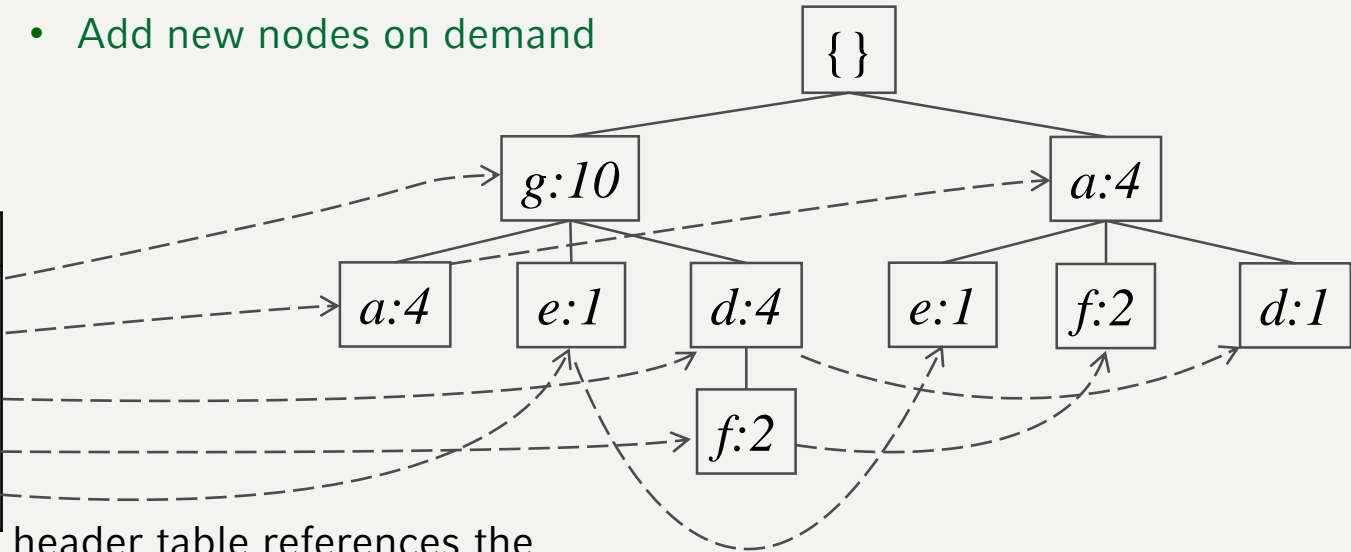 • Add new nodes on demand
{}
g:10 a:4
a:4 e:1 d:4 e:1 f:2 d:1
f:2
header table references the